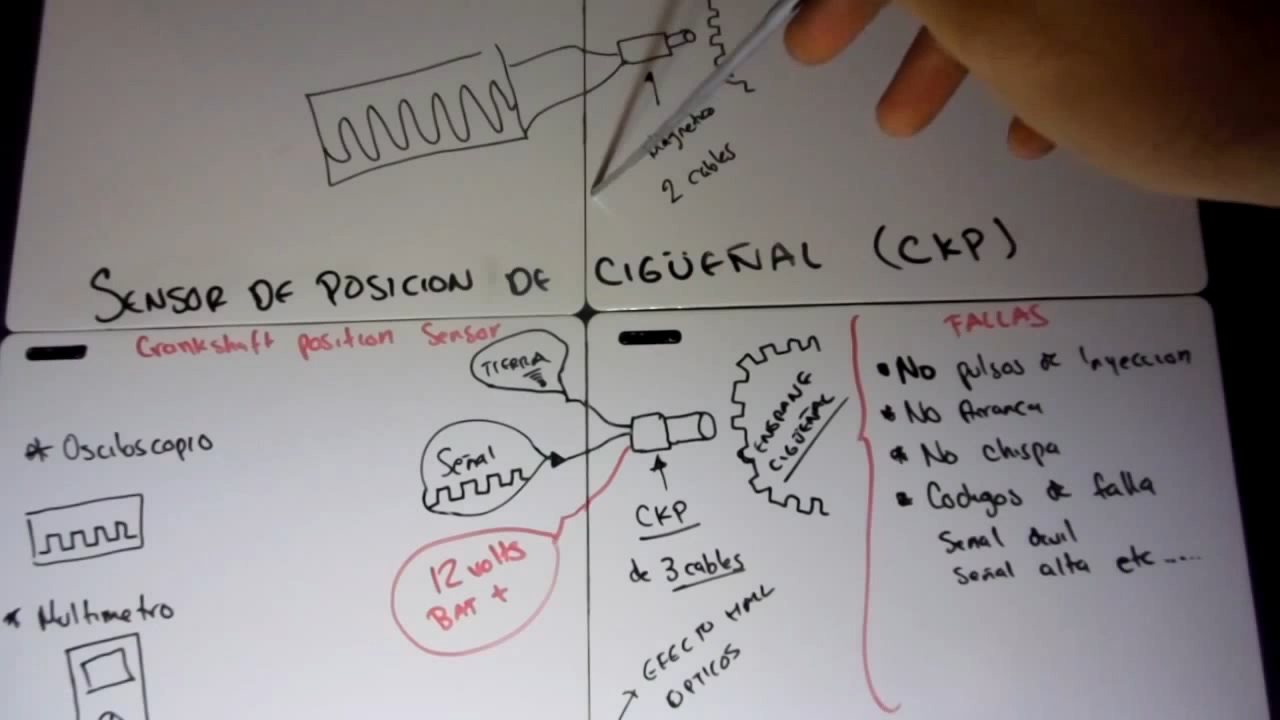 Magnetico
2 cables
SENSOR DE POSICION DE CIGÜEÑAL (CKP)
Crankshaft position Sensor
TIERRA
* Osciloscopio
Señal
12 volts
BAT +
* Multimetro
CKP
de 3 cables
EFECTO HALL
OPTICOS
ENGRANE
CIGÜEÑAL
FALLAS
• No pulsos de Inyeccion
* No Arranca
* No chispa
• Codigos de falla
Senal devil
Señal alta etc.....